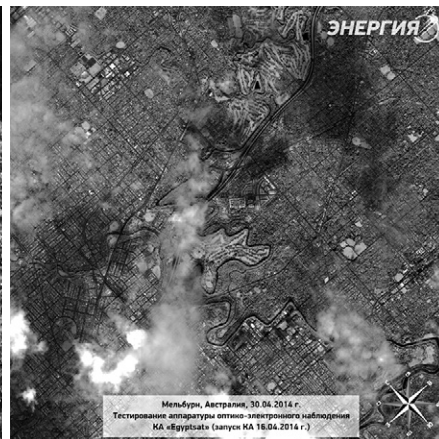 ЭНЕРГИЯ
Мельбурн, Австралия, 30.04.2014 г.
Тестирование аппаратуры оптико-электронного наблюдения
КА «Egyptsat» (запуск КА 16.04.2014 г.)